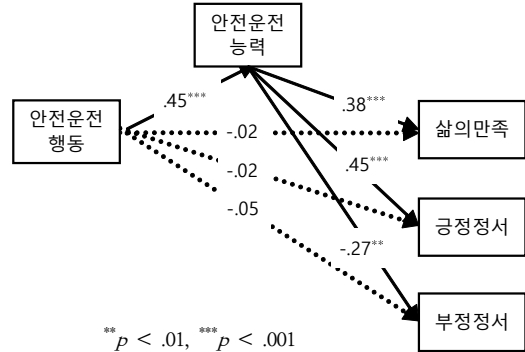 안전운전
능력
.45***
.38***
안전운전
행동
-.02
삶의만족
-.02
.45***
-.05
긍정정서
-.27**
부정정서
**p < .01, ***p < .001